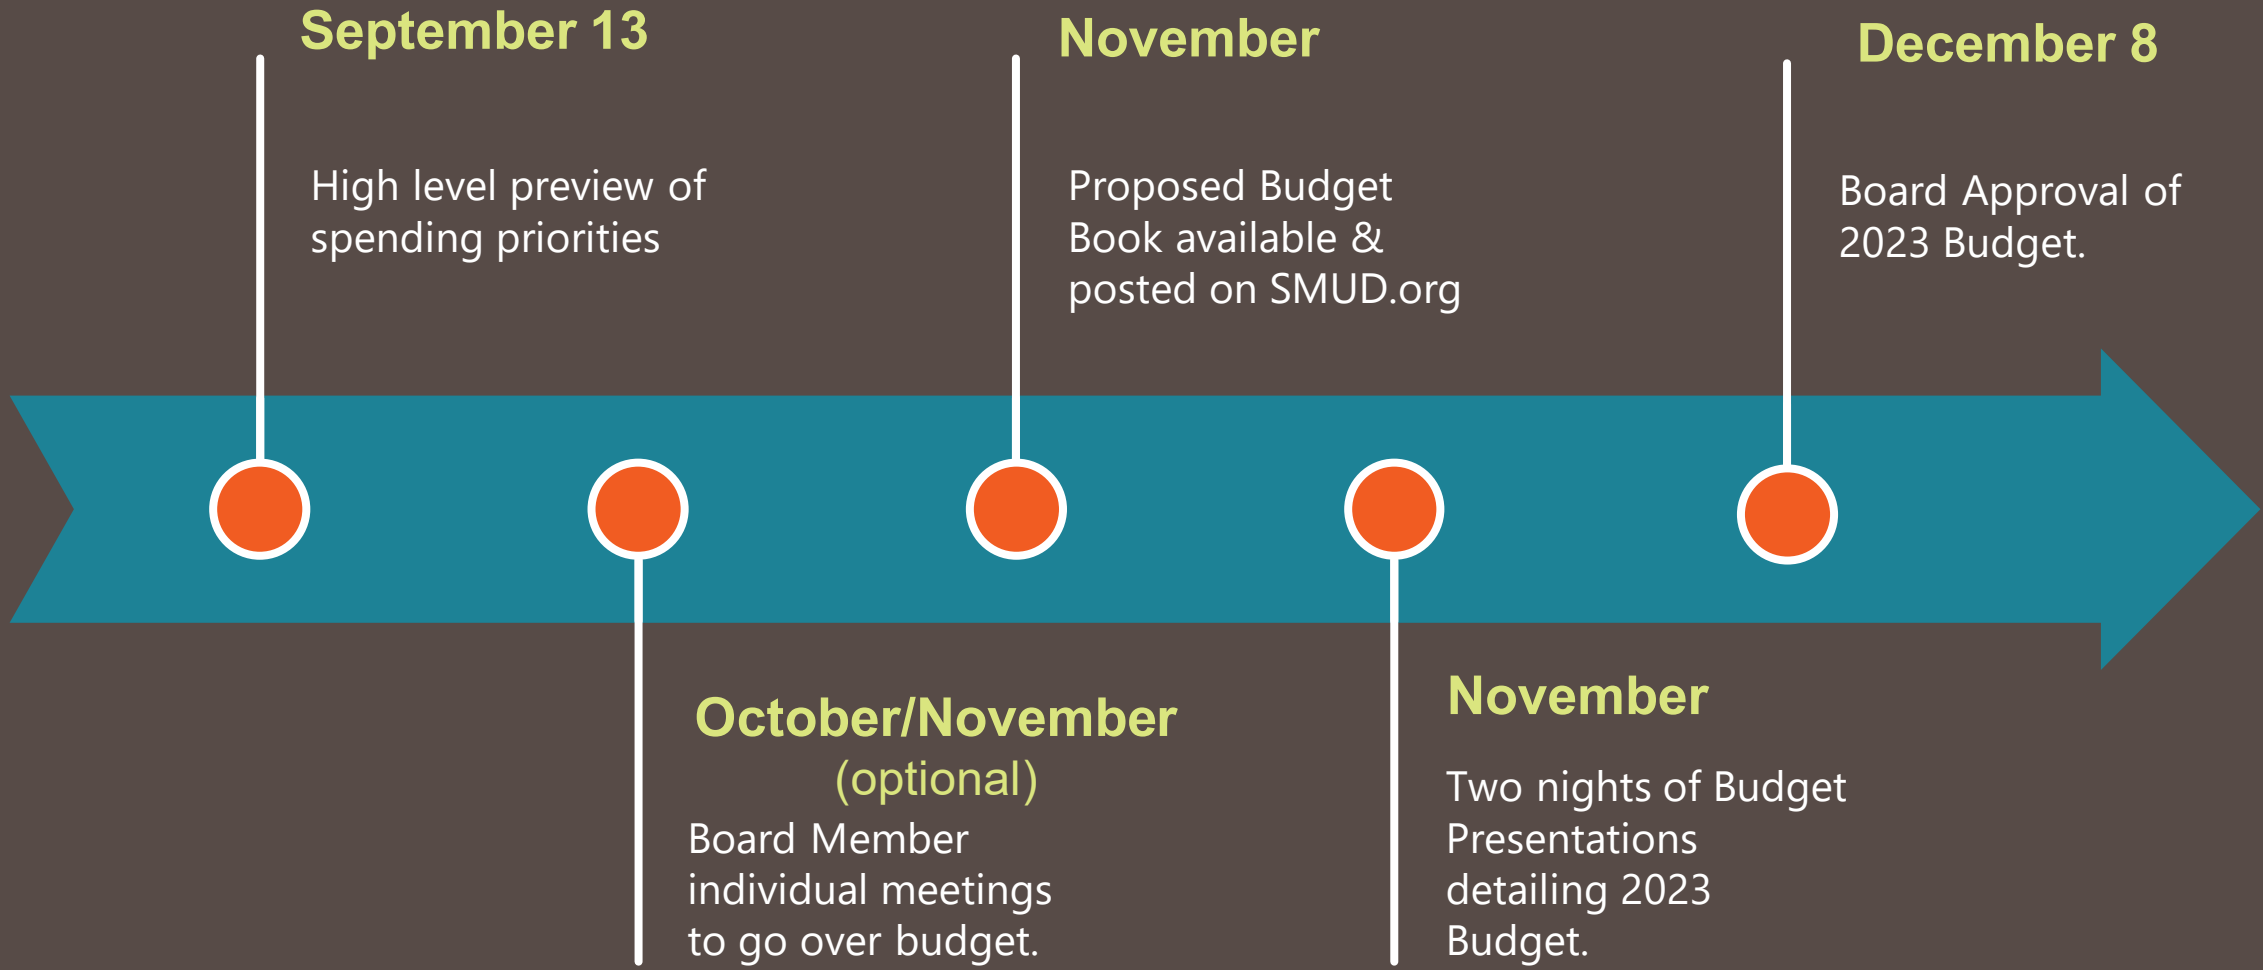 September 13
High level preview of
spending priorities
October/November
(optional)
Board Member
individual meetings
to go over budget.
November
Proposed Budget
Book available &
posted on SMUD.org
November
Two nights of Budget
Presentations
detailing 2023
Budget.
December 8
Board Approval of
2023 Budget.